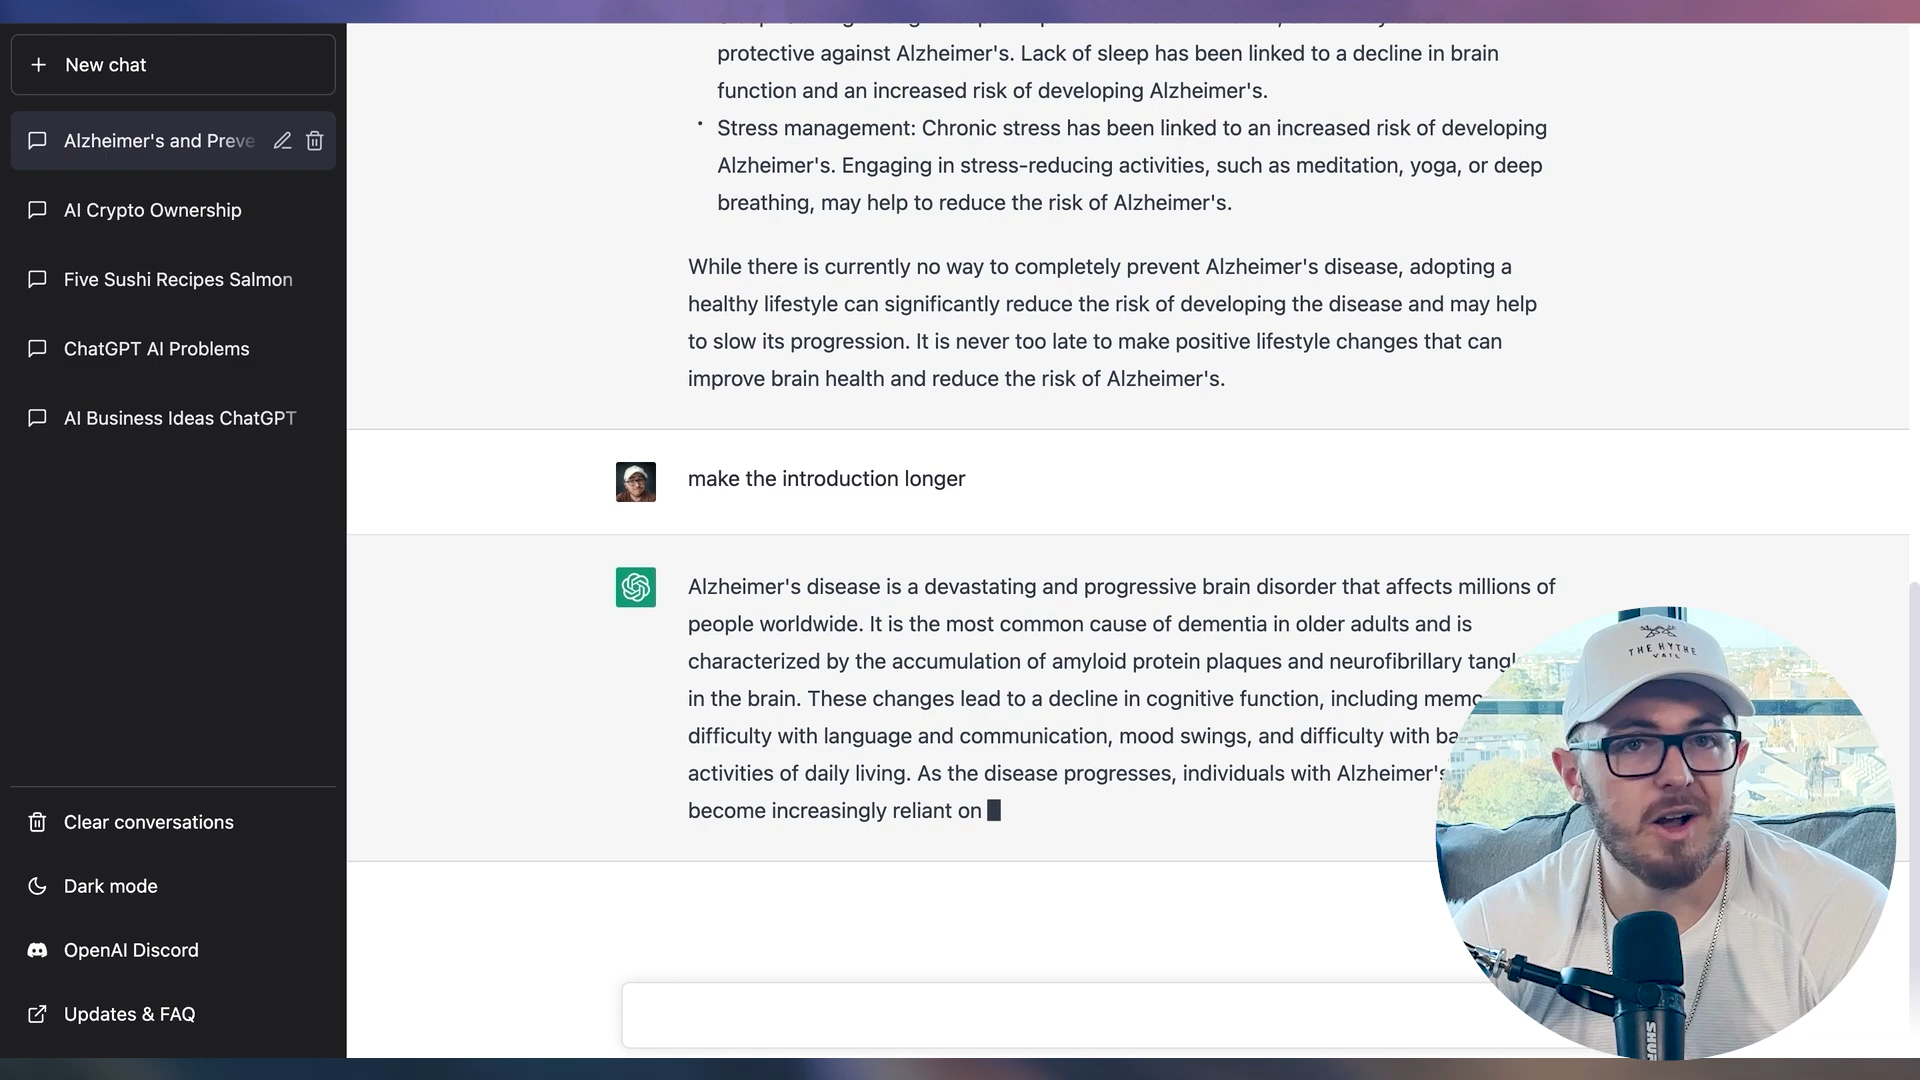 New chat
Alzheimer's and Preve
AI Crypto Ownership
Five Sushi Recipes Salmon
ChatGPT AI Problems
AI Business Ideas ChatGPT
Clear conversations
Dark mode
OpenAI Discord
Updates & FAQ
protective against Alzheimer's. Lack of sleep has been linked to a decline in brain
function and an increased risk of developing Alzheimer's.
• Stress management: Chronic stress has been linked to an increased risk of developing
Alzheimer's. Engaging in stress-reducing activities, such as meditation, yoga, or deep
breathing, may help to reduce the risk of Alzheimer's.
While there is currently no way to completely prevent Alzheimer's disease, adopting a
healthy lifestyle can significantly reduce the risk of developing the disease and may help
to slow its progression. It is never too late to make positive lifestyle changes that can
improve brain health and reduce the risk of Alzheimer's.
make the introduction longer
Alzheimer's disease is a devastating and progressive brain disorder that affects millions of
people worldwide. It is the most common cause of dementia in older adults and is
characterized by the accumulation of amyloid protein plaques and neurofibrillary tangl
in the brain. These changes lead to a decline in cognitive function, including memo
difficulty with language and communication, mood swings, and difficulty with ba
activities of daily living. As the disease progresses, individuals with Alzheimer's
become increasingly reliant on
THE HYTHE
VAIL
SHUR